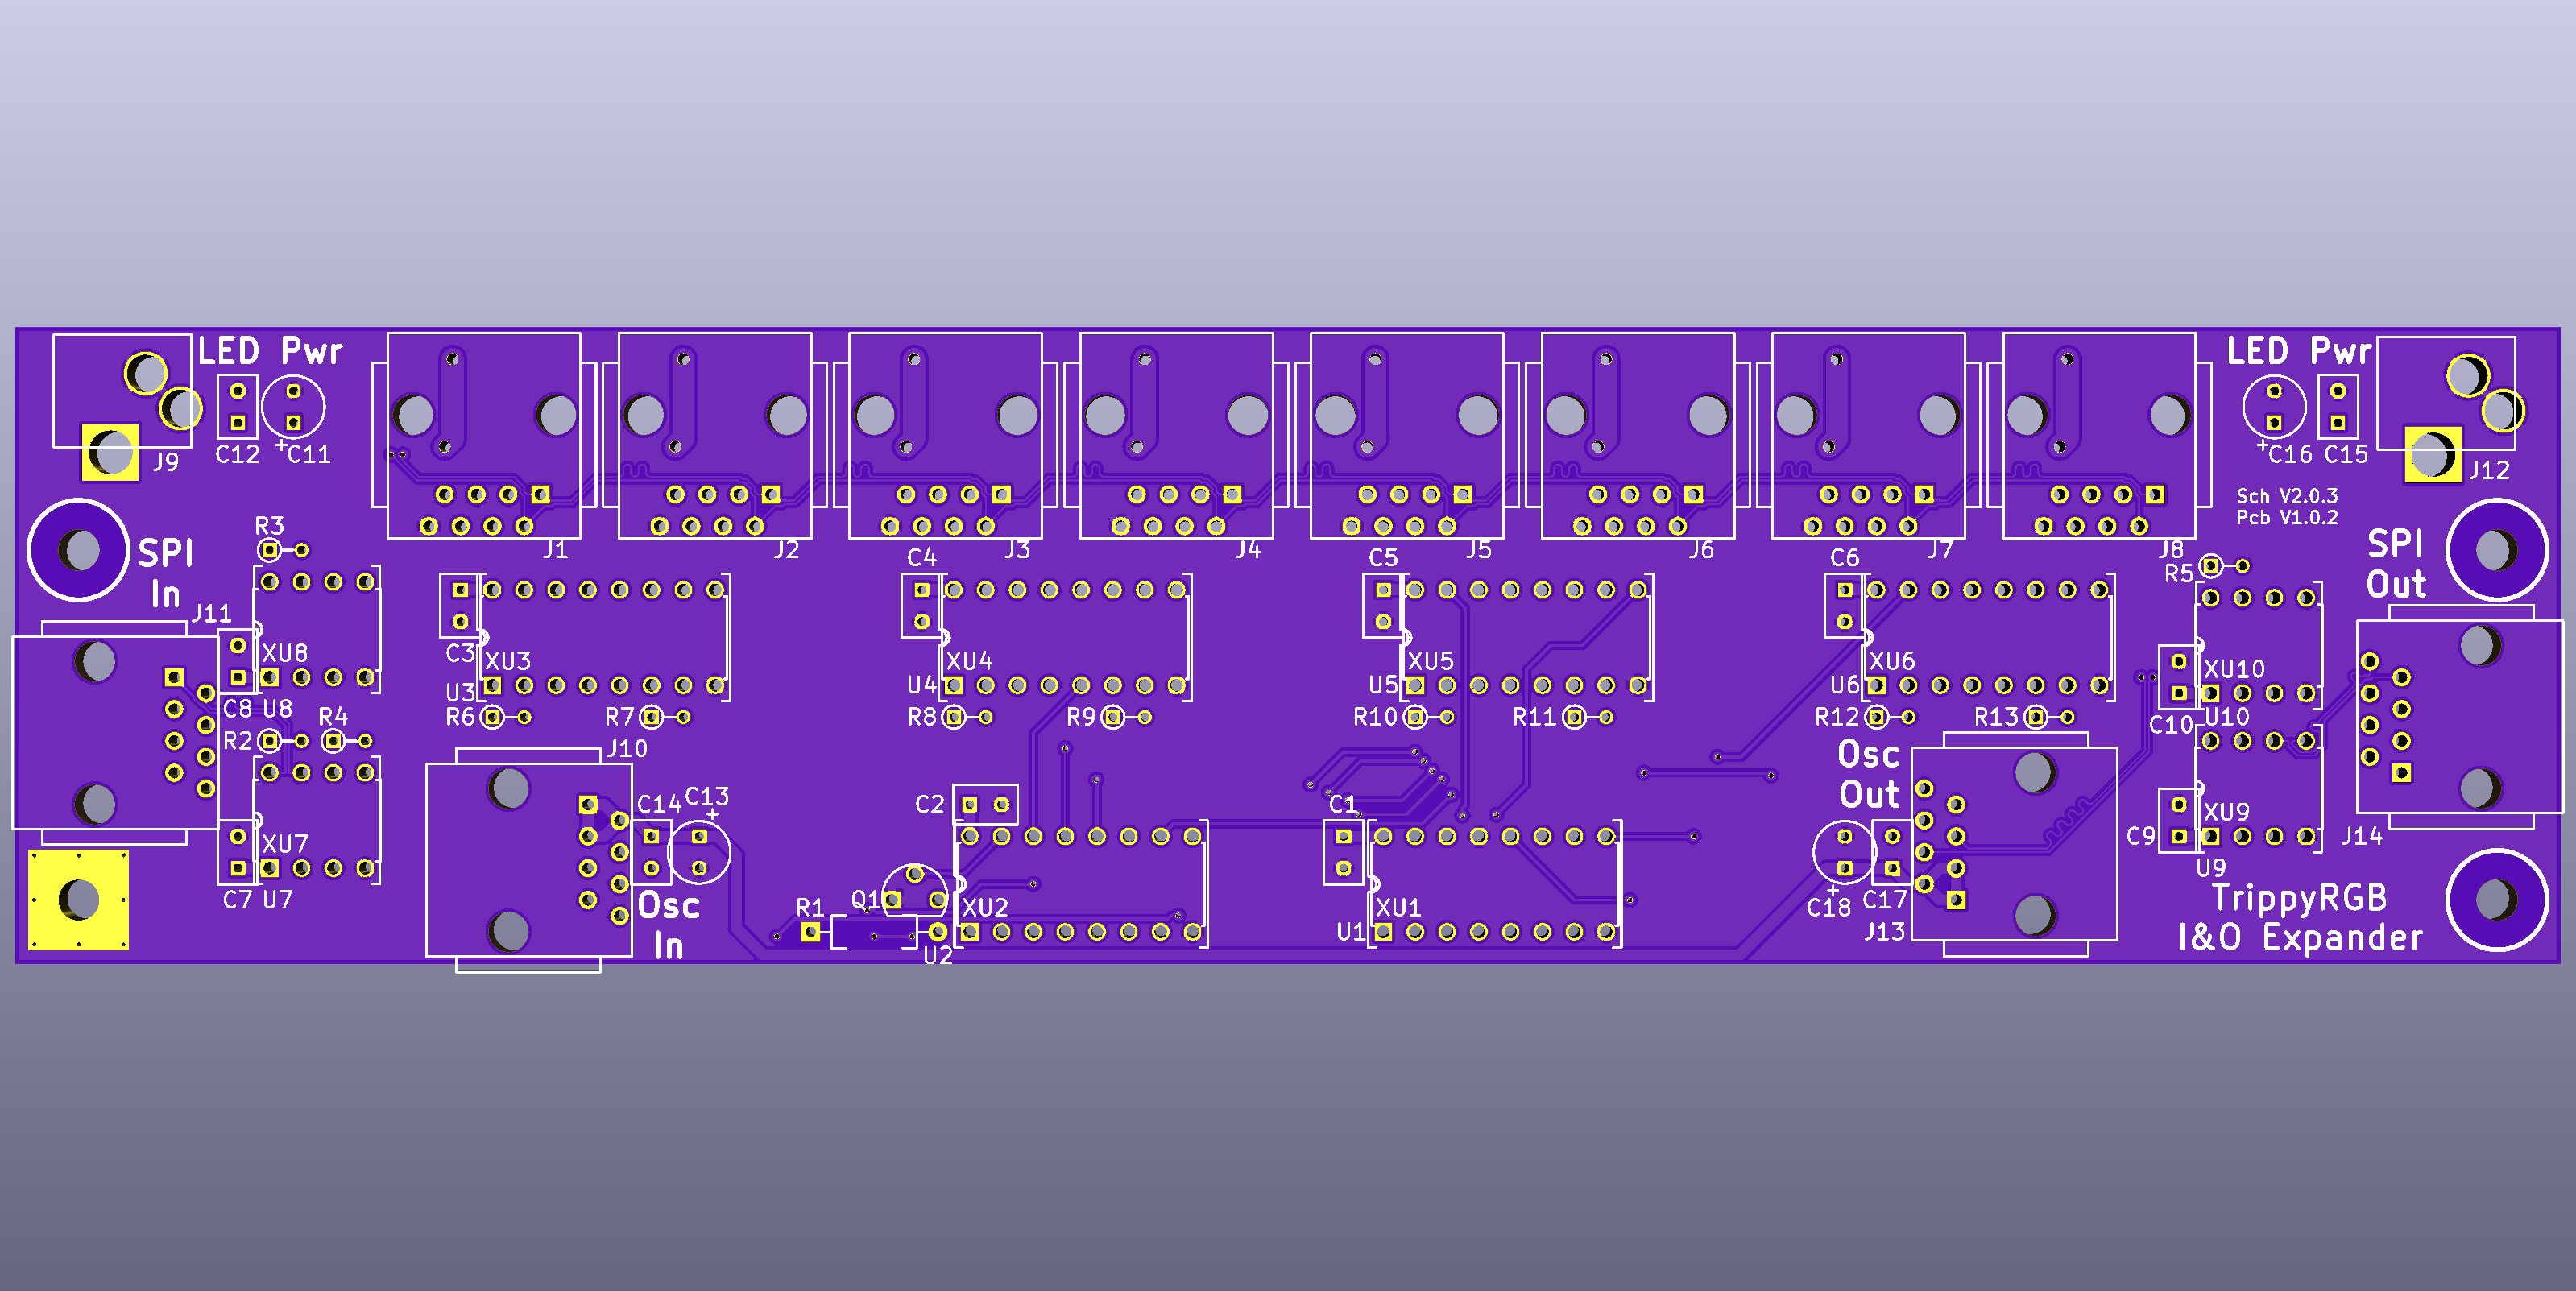 LED Pwr
LED Pwr
J9
C12
+
C11
+
C16
C15
J12
Sch V2.0.3
Pcb V1.0.2
J1
J2
J3
J4
J5
J6
J7
J8
R3
SPI
In
SPI
Out
C4
C5
C6
R5
J11
XU8
C3
XU3
XU4
XU5
XU6
XU10
U3
U4
U5
U6
C8
U8
R4
R6
R7
R8
R9
R10
R11
R12
R13
C10
U10
R2
J10
Osc
Out
C14
C13
+
C2
C1
XU7
XU9
C9
J14
U9
C7
U7
Osc
In
R1
Q1
XU2
U2
XU1
U1
+
C18
C17
J13
TrippyRGB
I&O Expander